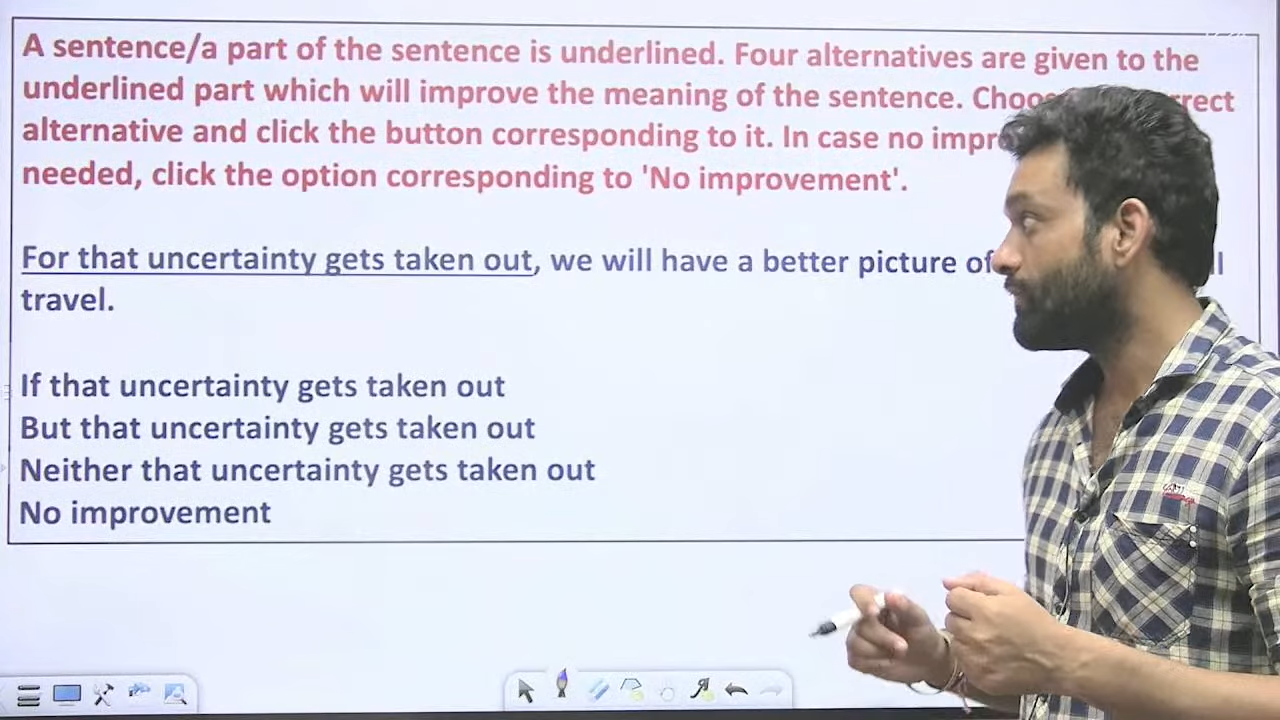 A sentence/a part of the sentence is underlined. Four alternatives are given to the
underlined part which will improve the meaning of the sentence.
alternative and click the button corresponding to it. In case no
needed, click the option corresponding to 'No improvement'.
For that uncertainty gets taken out, we will have a better picture of
travel.
If that uncertainty gets taken out
But that uncertainty gets taken out
Neither that uncertainty gets taken out
No improvement